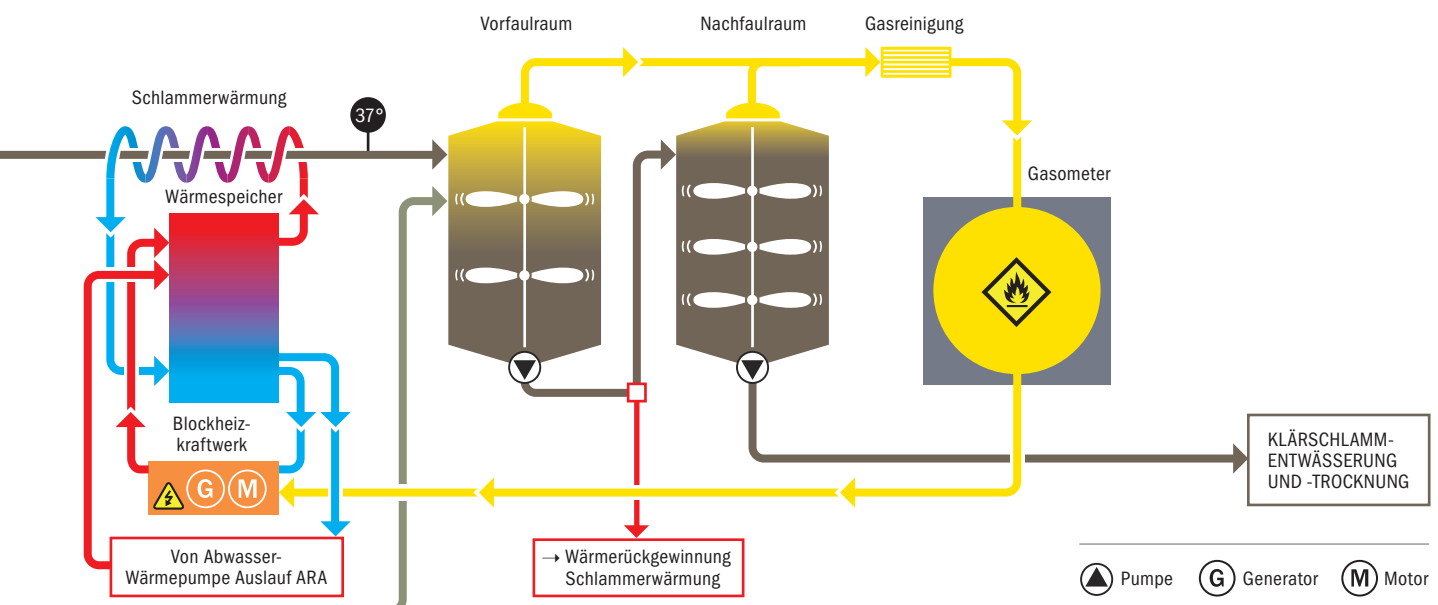 Vorfaulraum
Nachfaulraum
Gasreinigung
Schlammerwärmung
37°
Wärmespeicher
Gasometer
Blockheiz-
kraftwerk
G
M
KLÄRSCHLAMM-
ENTWÄSSERUNG
UND -TROCKNUNG
Von Abwasser-
Wärmepumpe Auslauf ARA
→ Wärmerückgewinnung
Schlammerwärmung
Pumpe
G Generator
M Motor